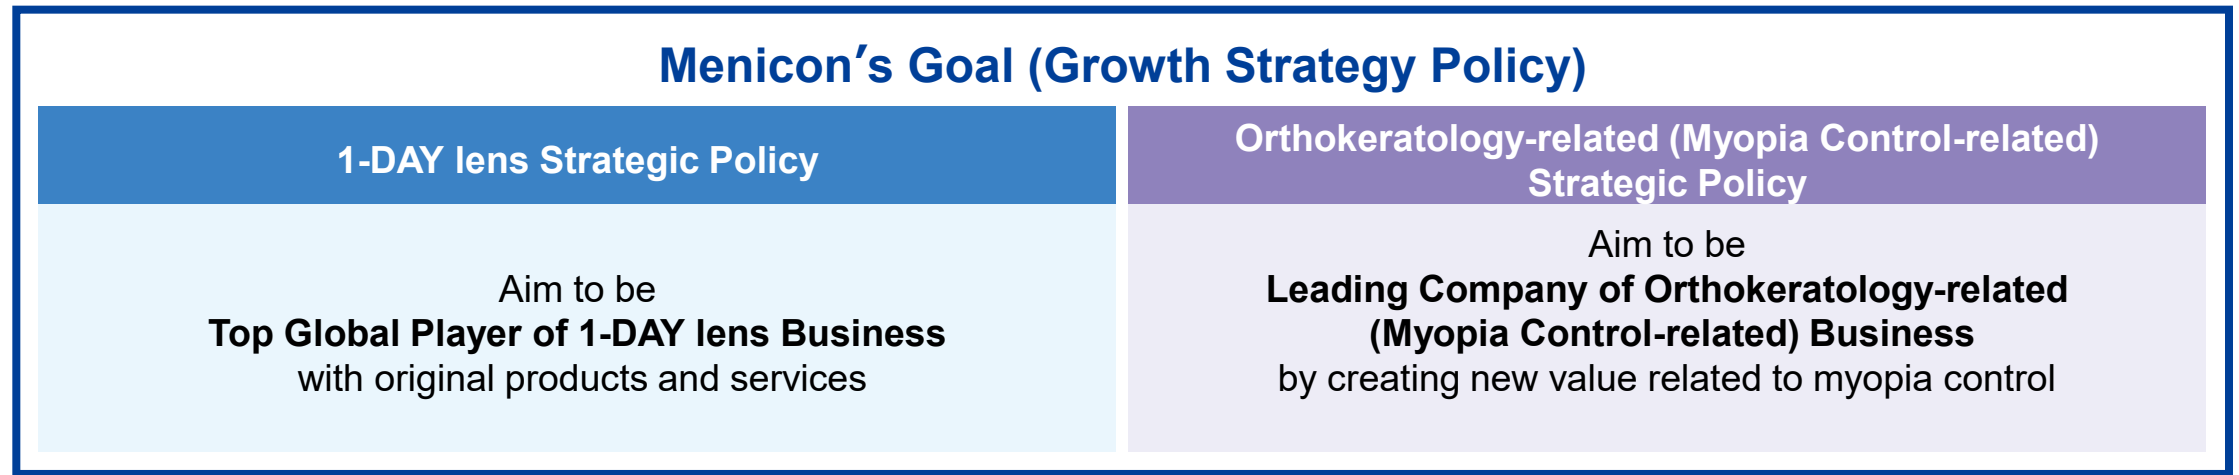 Menicon’s Goal (Growth Strategy Policy)
1-DAY lens Strategic Policy
Aim to be
Top Global Player of 1-DAY lens Business
with original products and services
Orthokeratology-related (Myopia Control-related)
Strategic Policy
Aim to be
Leading Company of Orthokeratology-related
(Myopia Control-related) Business
by creating new value related to myopia control